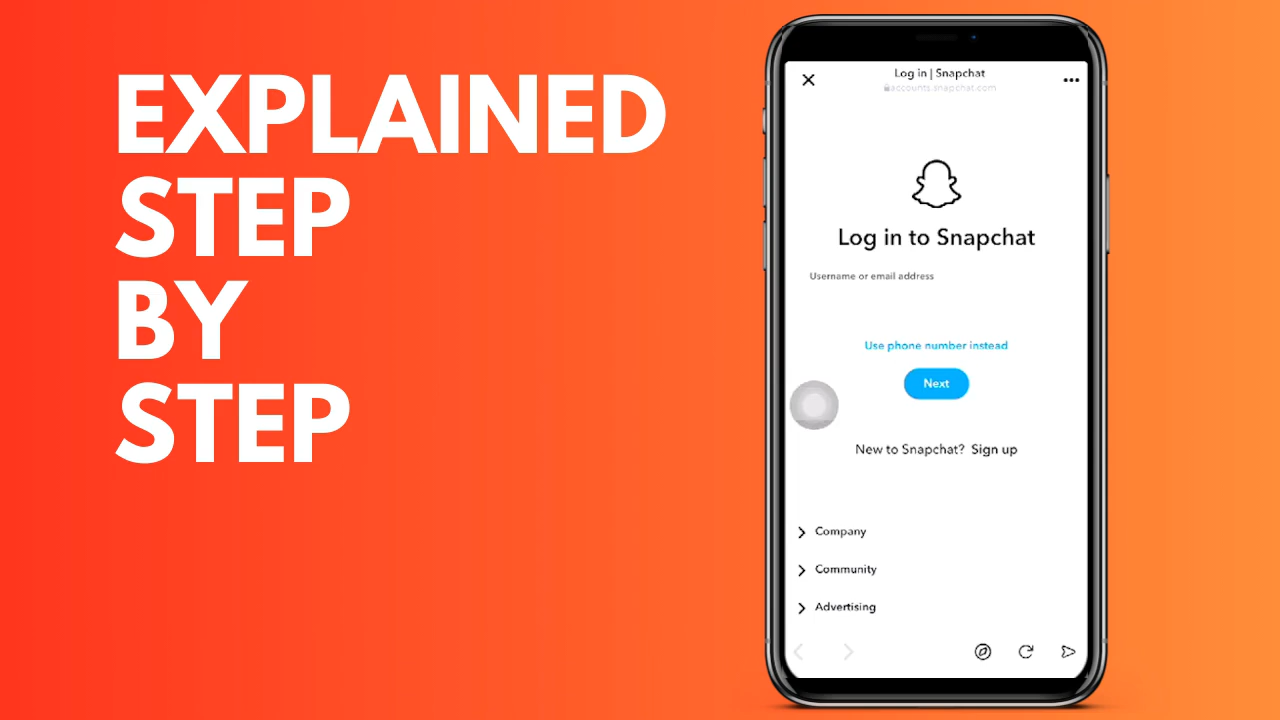 EXPLAINED
STEP
BY
STEP
Log in | Snapchat
accounts.snapchat.com
Log in to Snapchat
Username or email address
Use phone number instead
Next
New to Snapchat? Sign up
Company
Community
Advertising